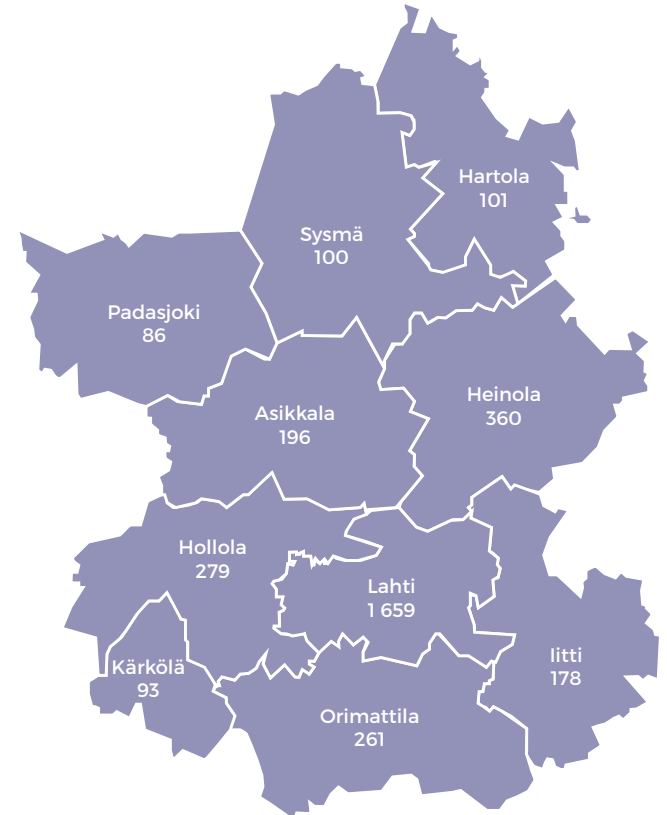 Hartola
101
Sysmä
100
Padasjoki
86
Heinola
360
Asikkala
196
Hollola
279
Lahti
1 659
Iitti
178
Kärkölä
93
Orimattila
261